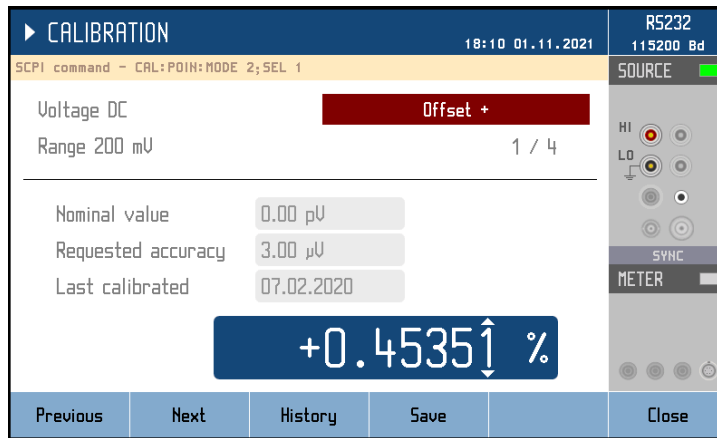 CALIBRATION
18:10 01.11.2021
RS232
115200 Bd
SCPI command - CAL:POIN:MODE 2;SEL 1
SOURCE
Voltage DC
Offset +
Range 200 mV
1 / 4
HI
LO
Nominal value
0.00 pV
Requested accuracy
3.00 µV
Last calibrated
07.02.2020
SYNC
METER
+0.45351 %
Previous
Next
History
Save
Close